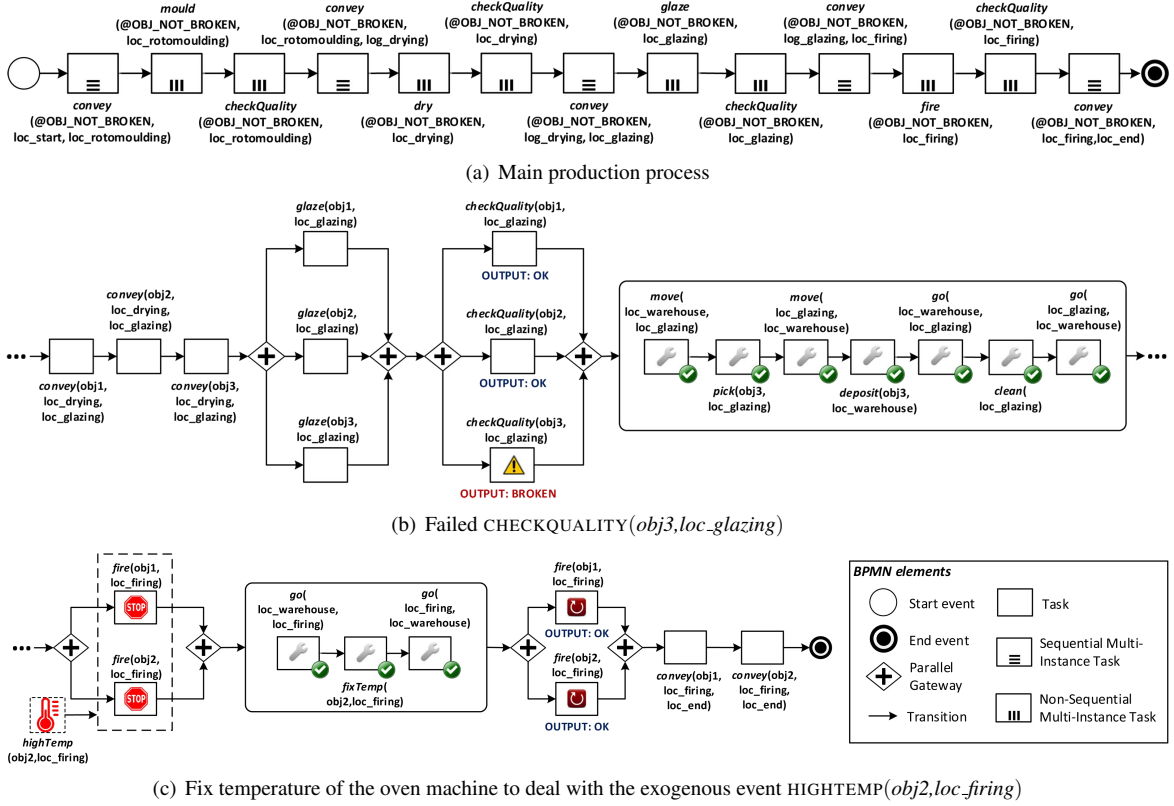 mould
(@OBJ_NOT_BROKEN,
loc_rotomoulding)
convey
(@OBJ_NOT_BROKEN,
loc_rotomoulding, log_drying)
checkQuality
(@OBJ_NOT_BROKEN,
loc_drying)
glaze
(@OBJ_NOT_BROKEN,
loc_glazing)
convey
(@OBJ_NOT_BROKEN,
log_glazing, loc_firing)
checkQuality
(@OBJ_NOT_BROKEN,
loc_firing)
convey
(@OBJ_NOT_BROKEN,
loc_start, loc_rotomoulding)
checkQuality
(@OBJ_NOT_BROKEN,
loc_rotomoulding)
dry
(@OBJ_NOT_BROKEN,
loc_drying)
convey
(@OBJ_NOT_BROKEN,
log_drying, loc_glazing)
checkQuality
(@OBJ_NOT_BROKEN,
loc_glazing)
fire
(@OBJ_NOT_BROKEN,
loc_firing)
convey
(@OBJ_NOT_BROKEN,
loc_firing,loc_end)
(a) Main production process
convey(obj1,
loc_drying,
loc_glazing)
convey(obj2,
loc_drying,
loc_glazing)
convey(obj3,
loc_drying,
loc_glazing)
glaze(obj1,
loc_glazing)
glaze(obj2,
loc_glazing)
glaze(obj3,
loc_glazing)
checkQuality(obj1,
loc_glazing)
OUTPUT: OK
checkQuality(obj2,
loc_glazing)
OUTPUT: OK
checkQuality(obj3,
loc_glazing)
OUTPUT: BROKEN
move(
loc_warehouse,
loc_glazing)
pick(obj3,
loc_glazing)
move(
loc_glazing,
loc_warehouse)
deposit(obj3,
loc_warehouse)
go(
loc_warehouse,
loc_glazing)
clean(
loc_glazing)
go(
loc_glazing,
loc_warehouse)
(b) Failed CHECKQUALITY(obj3,loc_glazing)
fire(obj1,
loc_firing)
STOP
fire(obj2,
loc_firing)
STOP
highTemp
(obj2,loc_firing)
go(
loc_warehouse,
loc_firing)
fixTemp(
obj2,loc_firing)
go(
loc_firing,
loc_warehouse)
fire(obj1,
loc_firing)
OUTPUT: OK
fire(obj2,
loc_firing)
OUTPUT: OK
convey(obj1,
loc_firing,
loc_end)
convey(obj2,
loc_firing,
loc_end)
BPMN elements
Start event
Task
End event
Sequential Multi-
Instance Task
Parallel
Gateway
Transition
Non-Sequential
Multi-Instance Task
(c) Fix temperature of the oven machine to deal with the exogenous event HIGHTEMP(obj2,loc_firing)